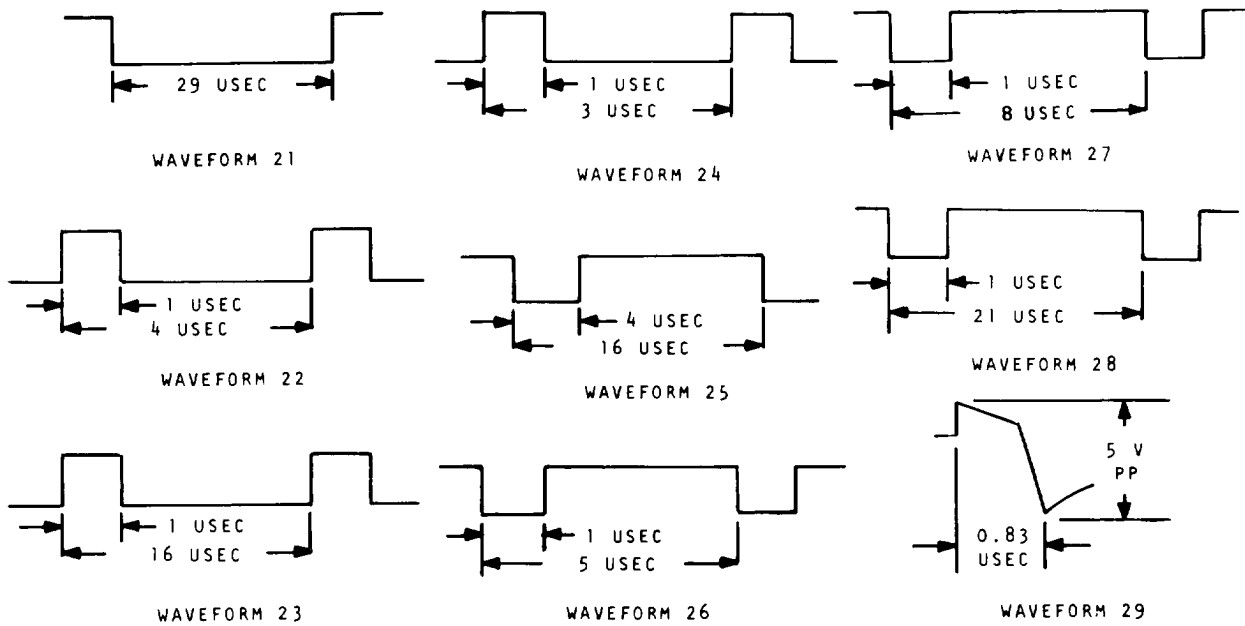 29 USEC
WAVEFORM 21
1 USEC
4 USEC
WAVEFORM 22
1 USEC
16 USEC
WAVEFORM 23
1 USEC
3 USEC
WAVEFORM 24
4 USEC
16 USEC
WAVEFORM 25
1 USEC
5 USEC
WAVEFORM 26
1 USEC
8 USEC
WAVEFORM 27
1 USEC
21 USEC
WAVEFORM 28
5 V
PP
0.83
USEC
WAVEFORM 29